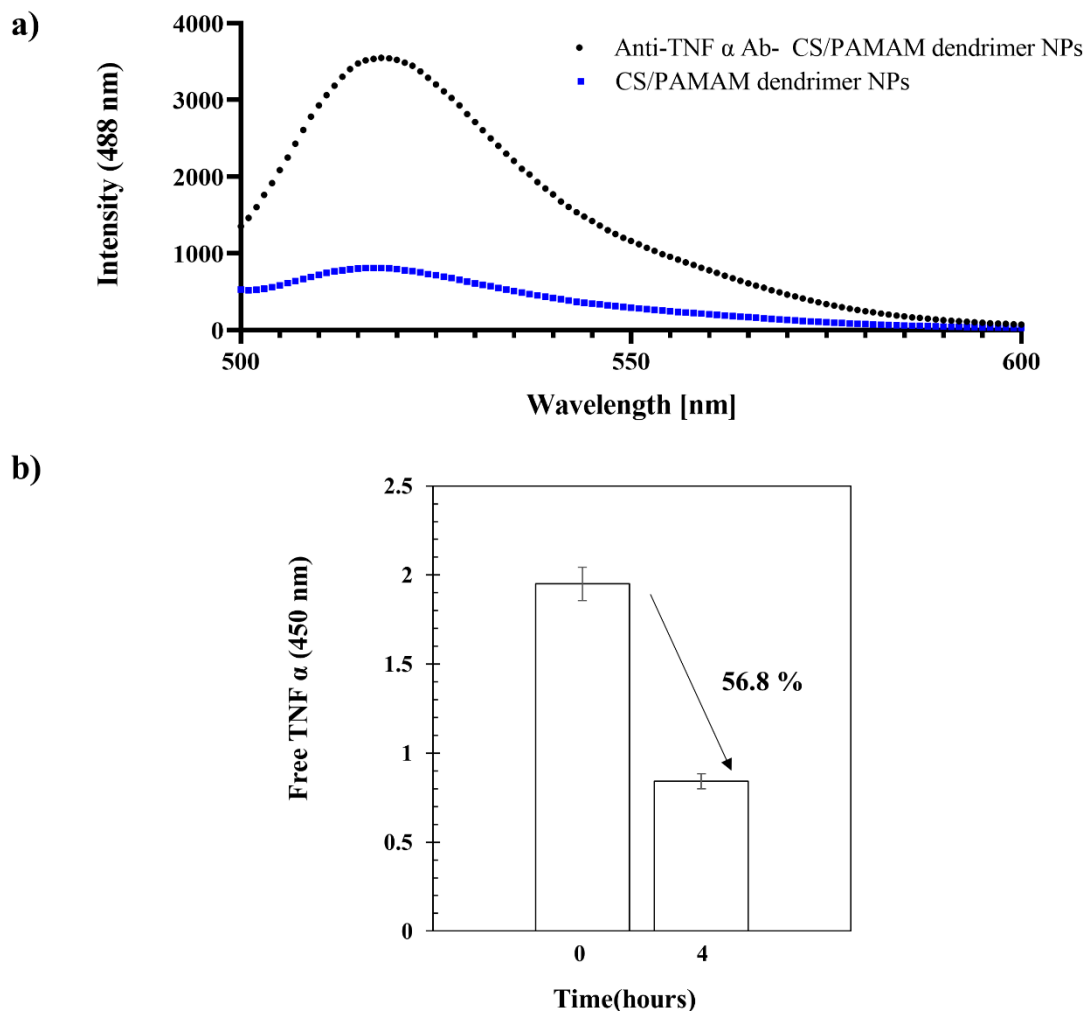 a)
Intensity (488 nm)
4000
3000
2000
1000
0
Anti-TNF α Ab- CS/PAMAM dendrimer NPs
CS/PAMAM dendrimer NPs
500
550
600
Wavelength [nm]
b)
Free TNF α (450 nm)
2.5
2
1.5
1
0.5
0
56.8 %
0
4
Time(hours)